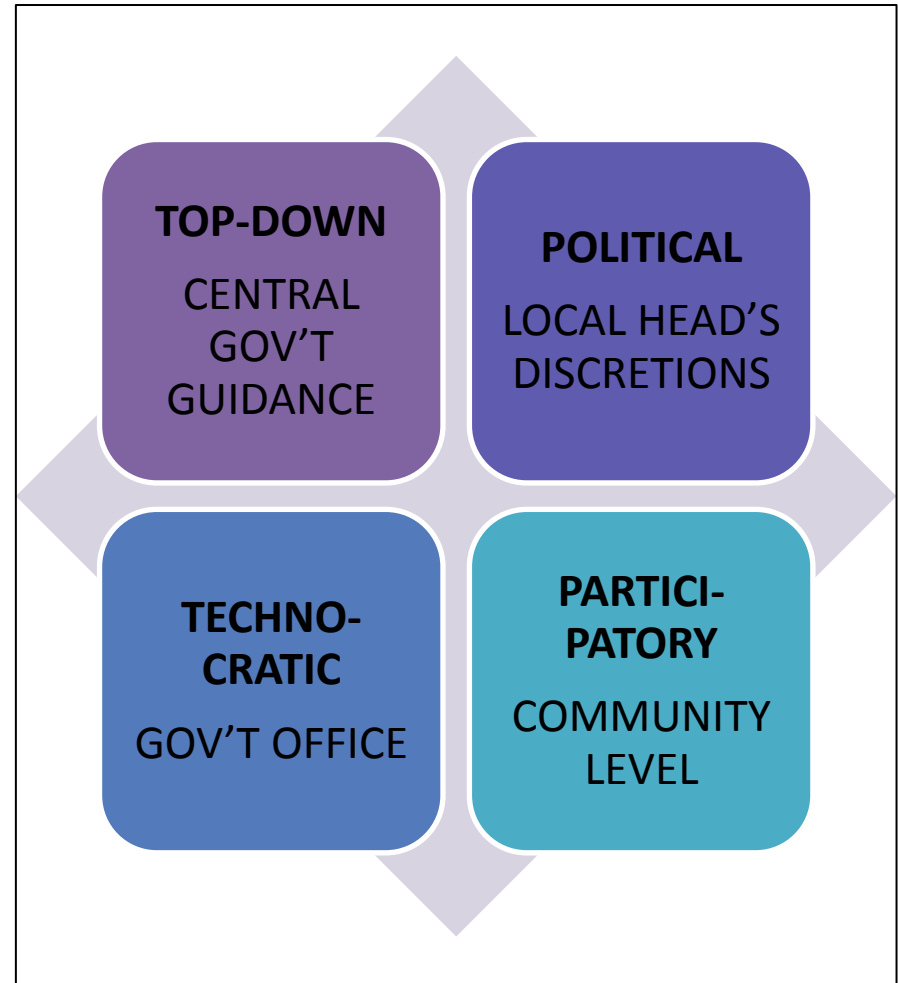 TOP-DOWN
CENTRAL
GOV’T
GUIDANCE
POLITICAL
LOCAL HEAD’S
DISCRETIONS
TECHNO-
CRATIC
GOV’T OFFICE
PARTICI-
PATORY
COMMUNITY
LEVEL